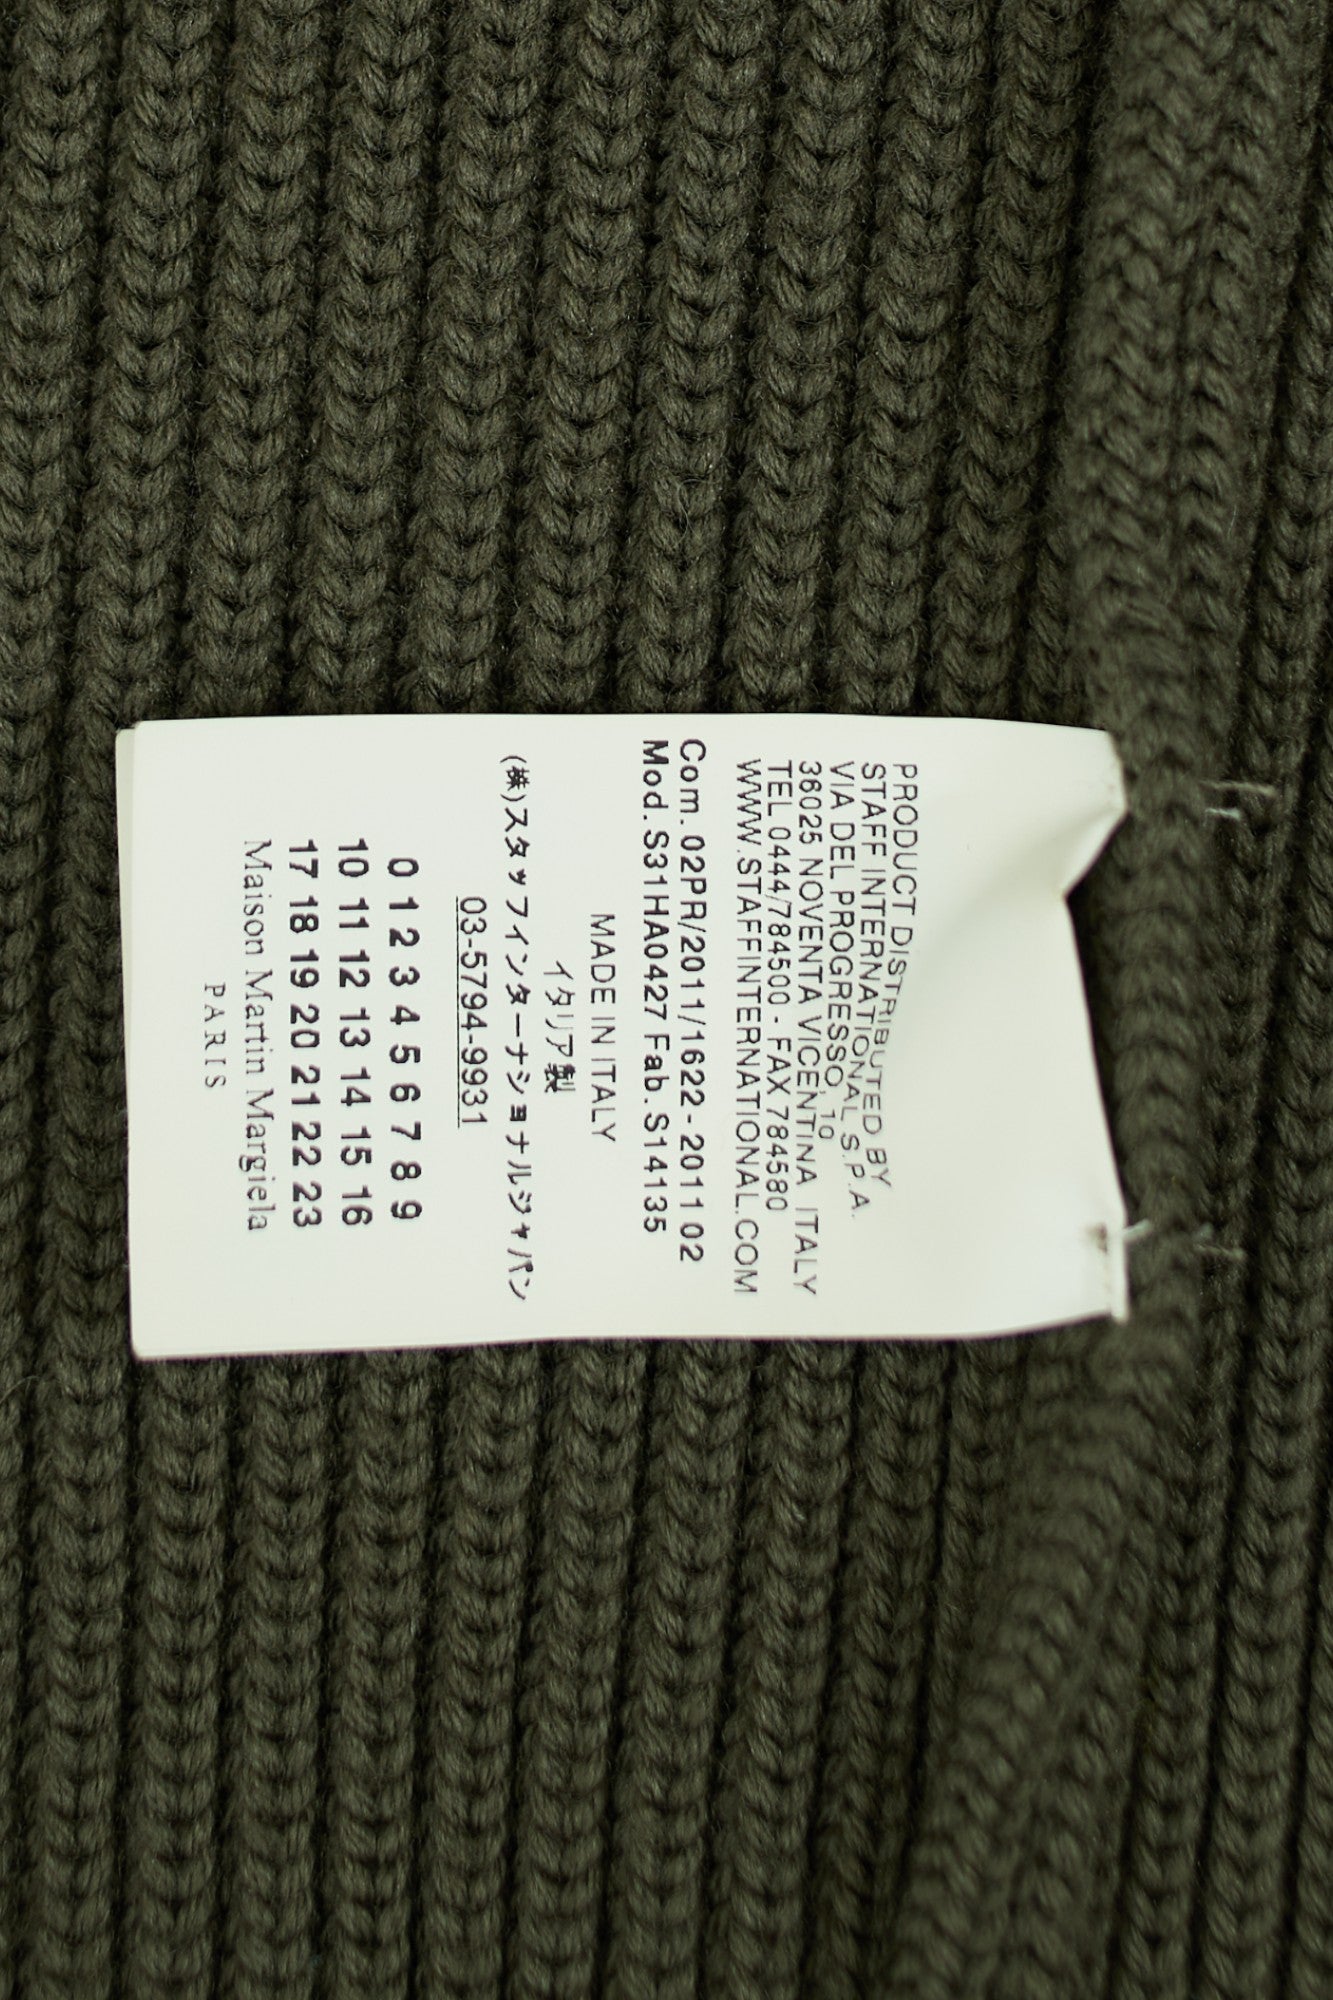 PRODUCT DISTRIBUTED BY
STAFF INTERNATIONAL S.P.A.
VIA DEL PROGRESSO, 10
36025 NOVENTA VICENTINA ITALY
TEL 0444/784500 - FAX 784580
WWW.STAFFINTERNATIONAL.COM
Com. 02PR/2011/1622 - 2011 02
Mod. S31HA0427 Fab. S14135
MADE IN ITALY
イタリア製
(株)スタッフインターナショナルジャパン
03-5794-9931
0 1 2 3 4 5 6 7 8 9
10 11 12 13 14 15 16
17 18 19 20 21 22 23
Maison Martin Margiela
PARIS